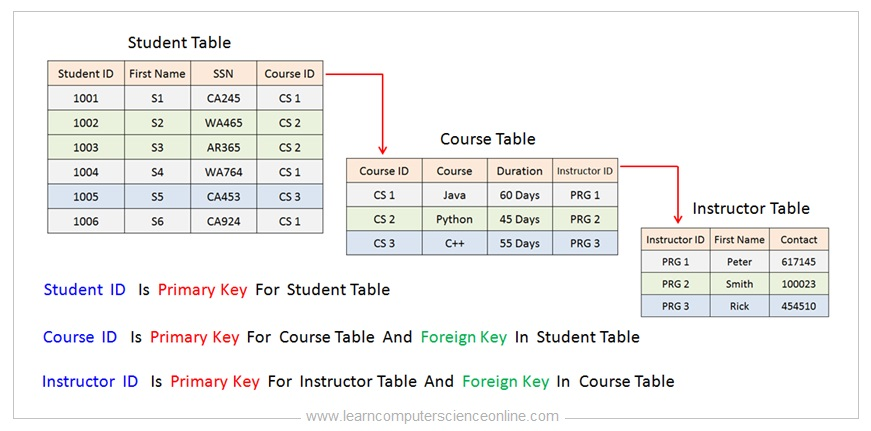 Student Table
Student ID First Name SSN Course ID
1001 S1 CA245 CS 1
1002 S2 WA465 CS 2
1003 S3 AR365 CS 2
1004 S4 WA764 CS 1
1005 S5 CA453 CS 3
1006 S6 CA924 CS 1
Course Table
Course ID Course Duration Instructor ID
CS 1 Java 60 Days PRG 1
CS 2 Python 45 Days PRG 2
CS 3 C++ 55 Days PRG 3
Instructor Table
Instructor ID First Name Contact
PRG 1 Peter 617145
PRG 2 Smith 100023
PRG 3 Rick 454510
Student ID Is Primary Key For Student Table
Course ID Is Primary Key For Course Table And Foreign Key In Student Table
Instructor ID Is Primary Key For Instructor Table And Foreign Key In Course Table
www.learncomputerscienceonline.com